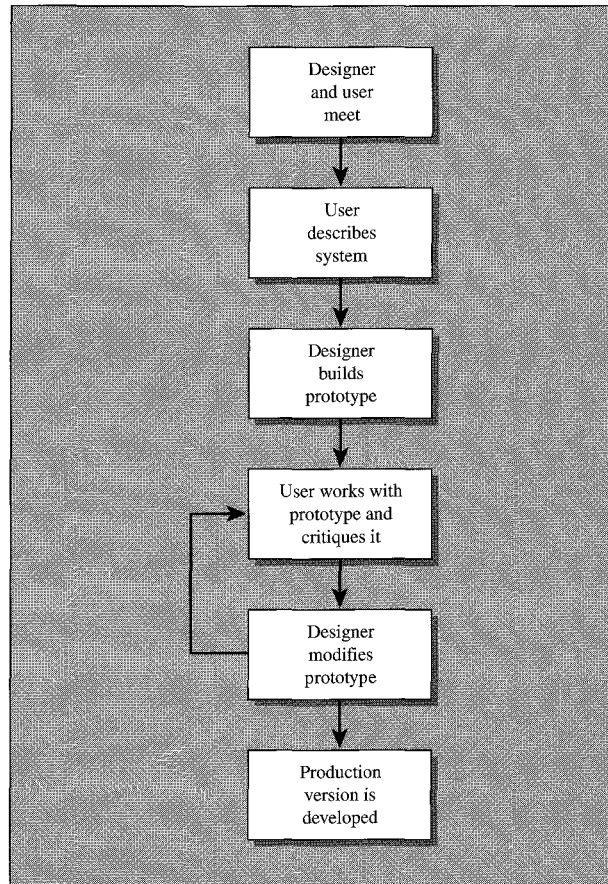 Designer
and user
meet
User
describes
system
Designer
builds
prototype
User works with
prototype and
critiques it
Designer
modifies
prototype
Production
version is
developed